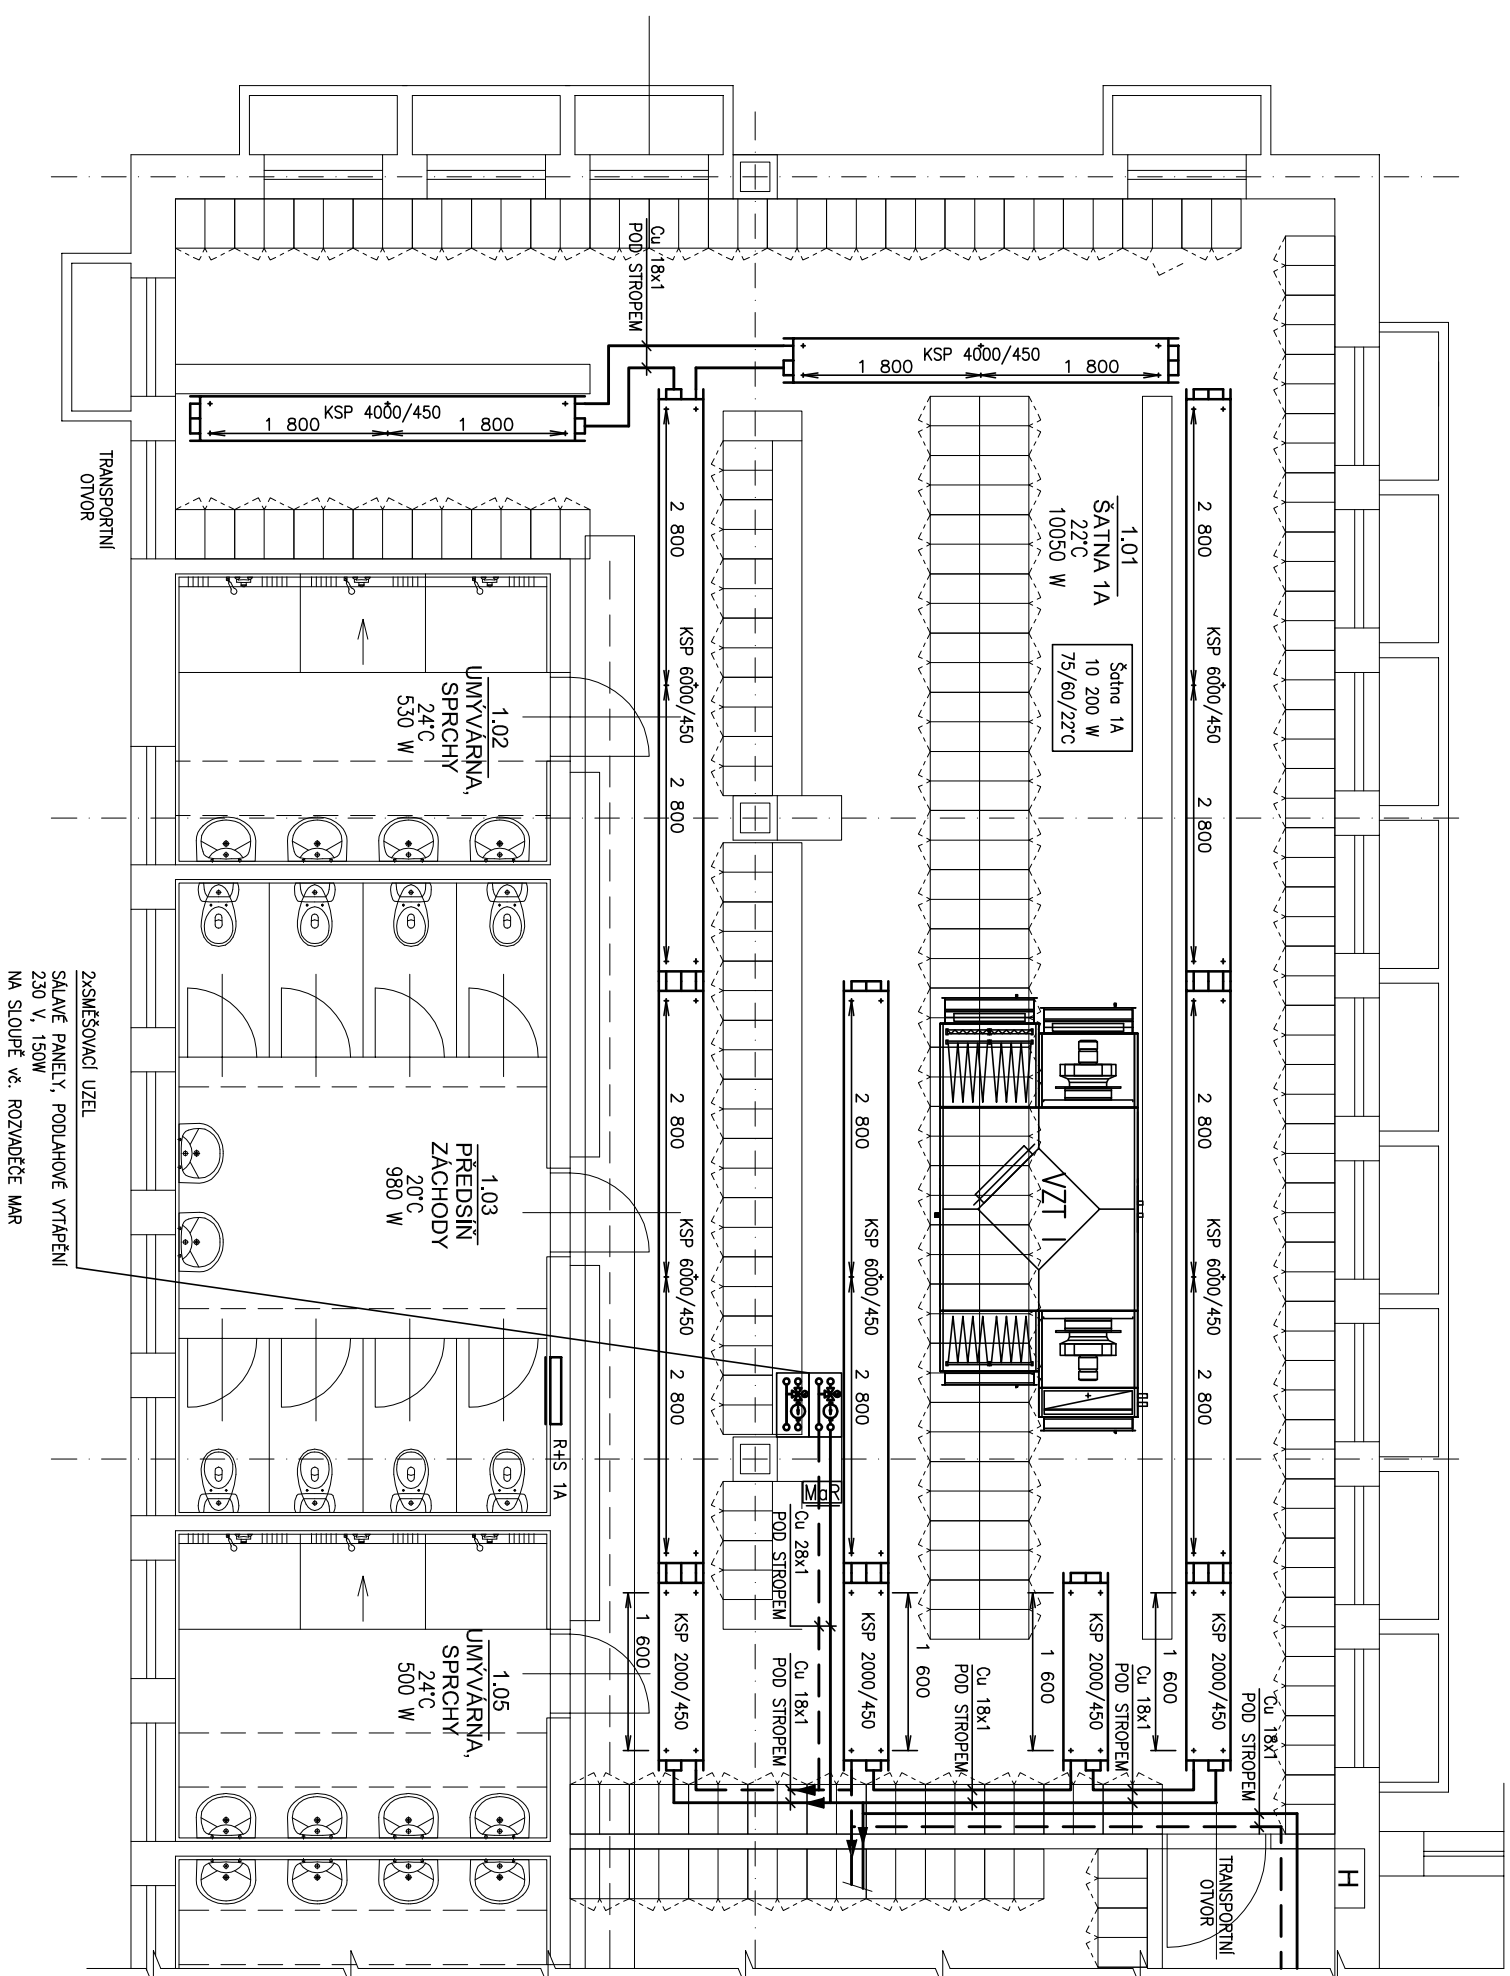 Cu 18x1
POD STROPEM
KSP 4000/450
1 800
1 800
KSP 4000/450
1 800
1 800
TRANSPORTNÍ
OTVOR
2 800
KSP 6000/450
2 800
2 800
KSP 6000/450
2 800
1.01
ŠATNA 1A
22°C
10050 W
Šatna 1A
10 200 W
75/60/22°C
1.02
UMÝVÁRNA,
SPRCHY
24°C
530 W
2 800
KSP 6000/450
2 800
2 800
KSP 6000/450
2 800
2 800
KSP 6000/450
2 800
VZT I
1.03
PŘEDSÍŇ
ZÁCHODY
20°C
980 W
2xSMĚŠOVACÍ UZEL
SÁLAVÉ PANELY, PODLAHOVÉ VYTÁPĚNÍ
230 V, 150W
NA SLOUPĚ vč. ROZVADĚČE MAR
R+S 1A
MaR
Cu 28x1
POD STROPEM
Cu 18x1
POD STROPEM
1 600
KSP 2000/450
KSP 2000/450
1 600
Cu 18x1
POD STROPEM
1 600
KSP 2000/450
Cu 18x1
POD STROPEM
1 600
KSP 2000/450
Cu 18x1
POD STROPEM
1.05
UMÝVÁRNA,
SPRCHY
24°C
500 W
TRANSPORTNÍ
OTVOR
H